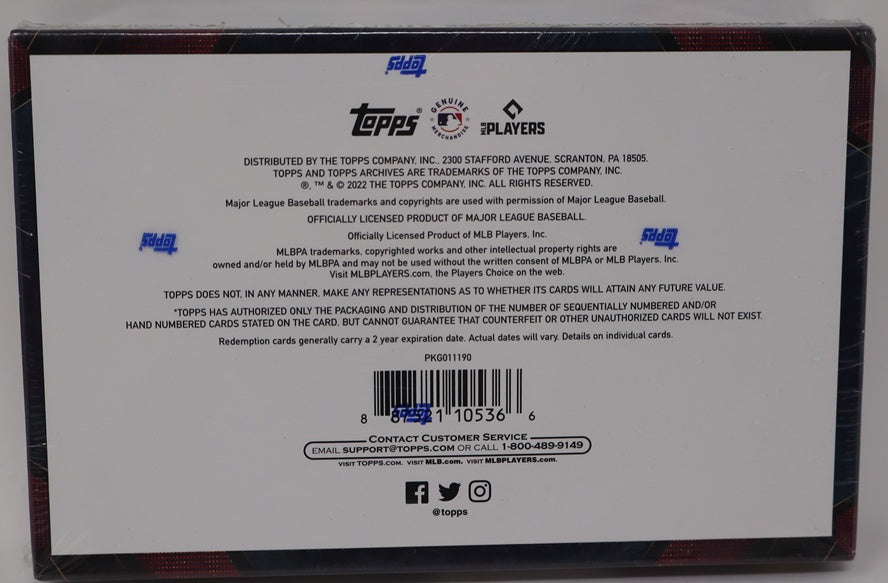 Topps
Topps® GENUINE MERCHANDISE MLB PLAYERS
DISTRIBUTED BY THE TOPPS COMPANY, INC., 2300 STAFFORD AVENUE, SCRANTON, PA 18505.
TOPPS AND TOPPS ARCHIVES ARE TRADEMARKS OF THE TOPPS COMPANY, INC.
®, ™ & © 2022 THE TOPPS COMPANY, INC. ALL RIGHTS RESERVED.
Major League Baseball trademarks and copyrights are used with permission of Major League Baseball.
OFFICIALLY LICENSED PRODUCT OF MAJOR LEAGUE BASEBALL.
Officially Licensed Product of MLB Players, Inc.
Topps
Topps
MLBPA trademarks, copyrighted works and other intellectual property rights are
owned and/or held by MLBPA and may not be used without the written consent of MLBPA or MLB Players, Inc.
Visit MLBPLAYERS.com, the Players Choice on the web.
TOPPS DOES NOT, IN ANY MANNER, MAKE ANY REPRESENTATIONS AS TO WHETHER ITS CARDS WILL ATTAIN ANY FUTURE VALUE.
*TOPPS HAS AUTHORIZED ONLY THE PACKAGING AND DISTRIBUTION OF THE NUMBER OF SEQUENTIALLY NUMBERED AND/OR
HAND NUMBERED CARDS STATED ON THE CARD, BUT CANNOT GUARANTEE THAT COUNTERFEIT OR OTHER UNAUTHORIZED CARDS WILL NOT EXIST.
Redemption cards generally carry a 2 year expiration date. Actual dates will vary. Details on individual cards.
PKG011190
Topps
8 87521 10536 6
CONTACT CUSTOMER SERVICE
EMAIL SUPPORT@TOPPS.COM OR CALL 1-800-489-9149
VISIT TOPPS.COM. VISIT MLB.com. VISIT MLBPLAYERS.com.
@topps